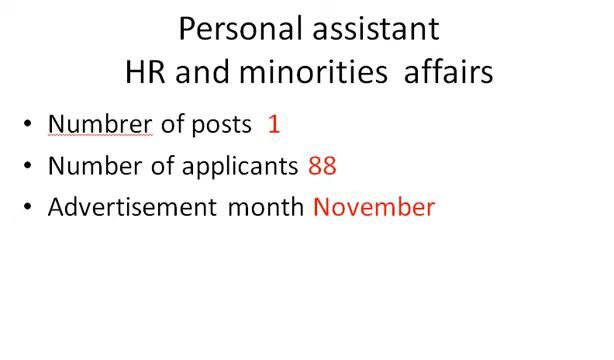 Personal assistant
HR and minorities affairs
• Numbrer of posts 1
• Number of applicants 88
• Advertisement month November